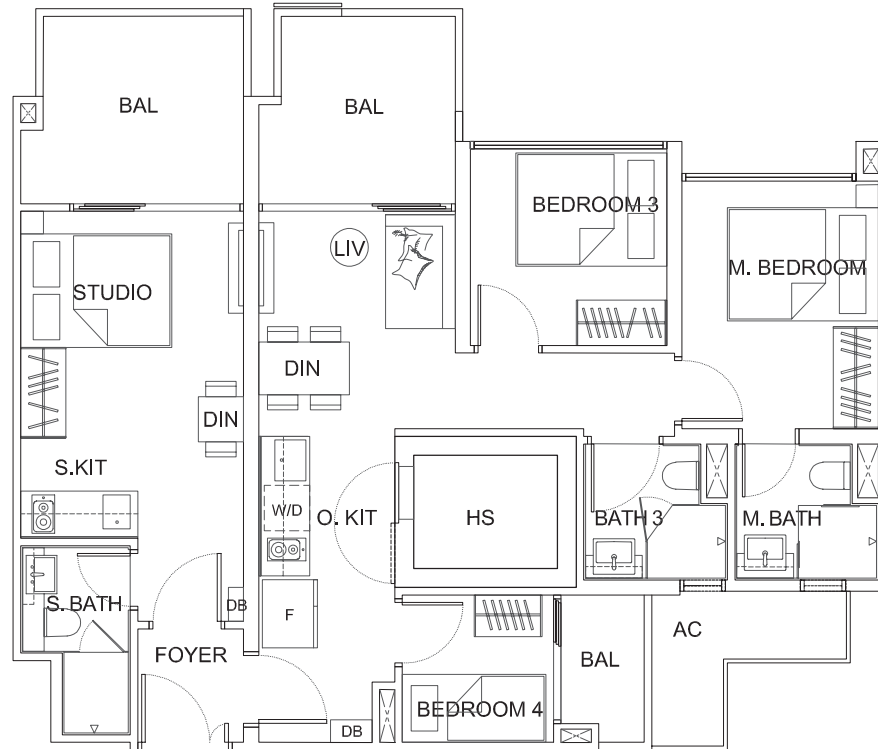 BAL
BAL
BEDROOM 3
LIV
M. BEDROOM
STUDIO
DIN
DIN
S.KIT
W/D
O. KIT
HS
BATH 3
M. BATH
S. BATH
DB
F
AC
FOYER
BAL
BEDROOM 4
DB